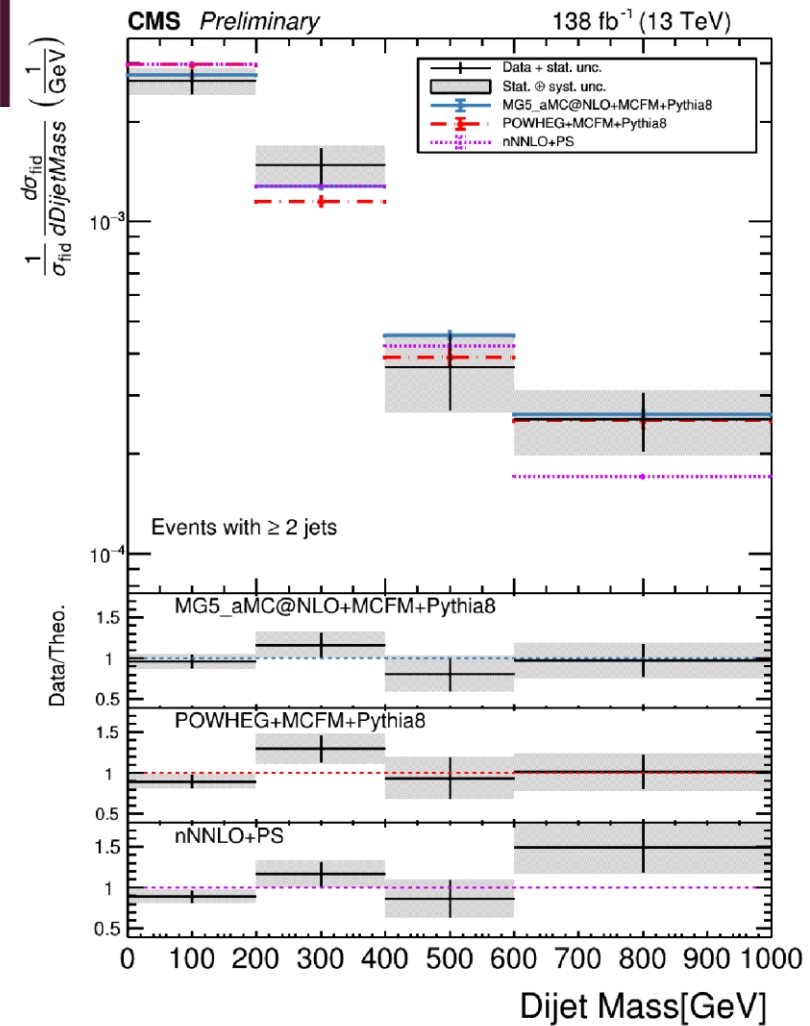 CMS Preliminary 138 fb⁻¹ (13 TeV)
1/σ_fid dσ_fid/dDijetMass (1/GeV)
Data + stat. unc.
Stat. ⊕ syst. unc.
MG5_aMC@NLO+MCFM+Pythia8
POWHEG+MCFM+Pythia8
nNNLO+PS
10⁻³
Events with ≥ 2 jets
10⁻⁴
Data/Theo.
MG5_aMC@NLO+MCFM+Pythia8
1.5
1
0.5
POWHEG+MCFM+Pythia8
1.5
1
0.5
nNNLO+PS
1.5
1
0.5
0 100 200 300 400 500 600 700 800 900 1000
Dijet Mass[GeV]